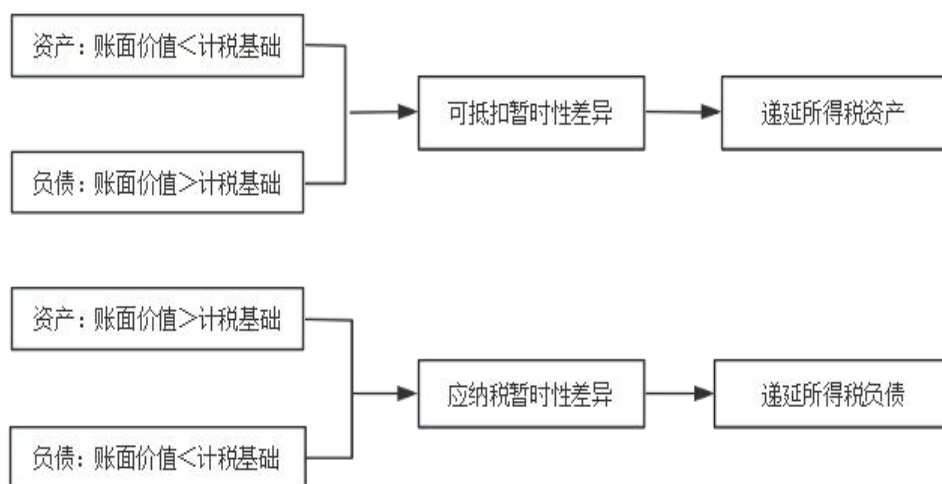 资产：账面价值＜计税基础
可抵扣暂时性差异
递延所得税资产
负债：账面价值＞计税基础
资产：账面价值＞计税基础
应纳税暂时性差异
递延所得税负债
负债：账面价值＜计税基础